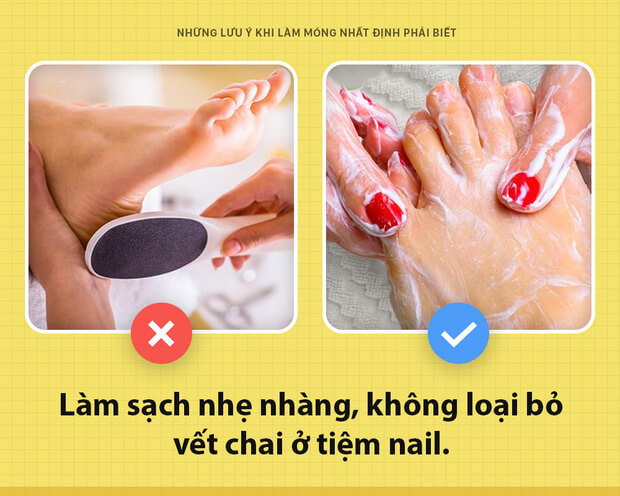 NHỮNG LƯU Ý KHI LÀM MÓNG NHẤT ĐỊNH PHẢI BIẾT
Làm sạch nhẹ nhàng, không loại bỏ
vết chai ở tiệm nail.